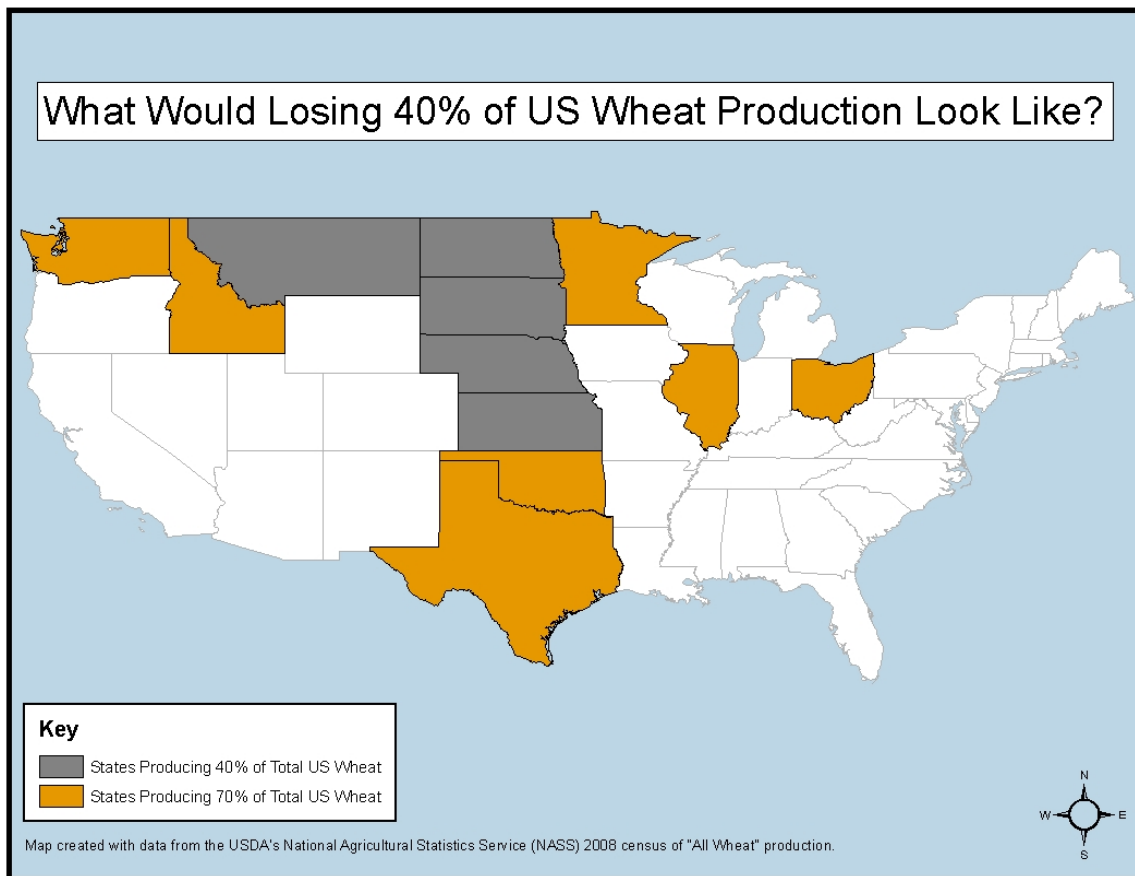 What Would Losing 40% of US Wheat Production Look Like?
Key
States Producing 40% of Total US Wheat
States Producing 70% of Total US Wheat
N
W
E
S
Map created with data from the USDA's National Agricultural Statistics Service (NASS) 2008 census of "All Wheat" production.